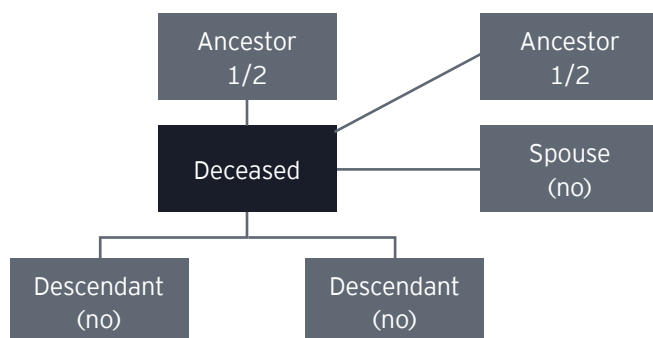 Ancestor
1/2
Ancestor
1/2
Deceased
Spouse
(no)
Descendant
(no)
Descendant
(no)